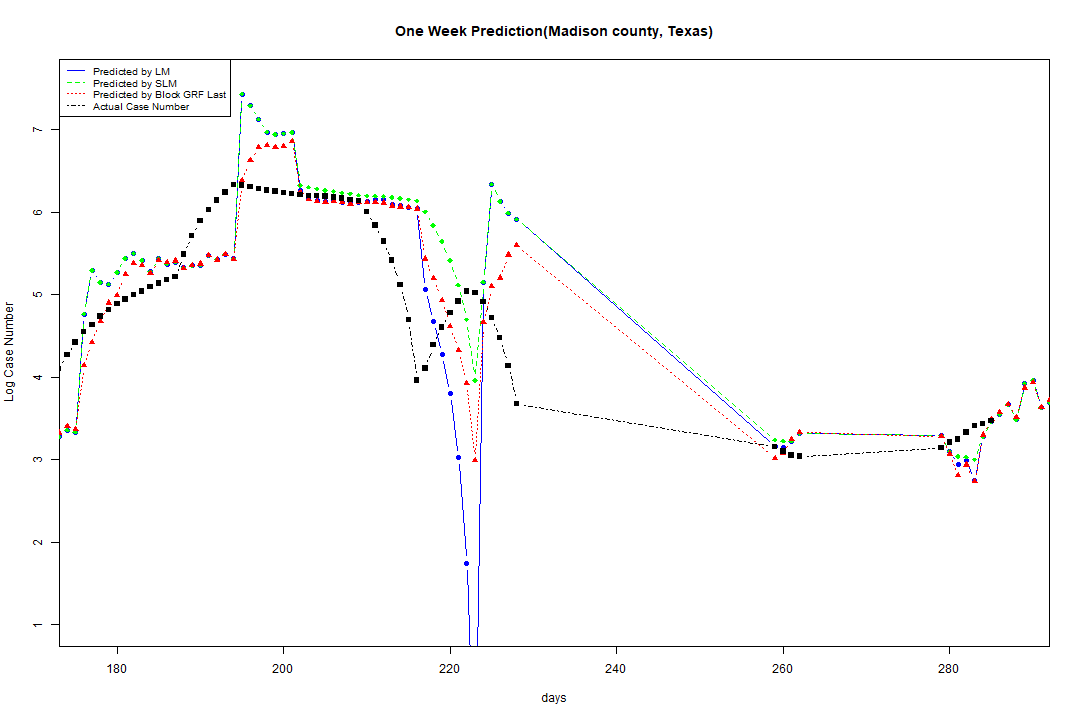 One Week Prediction(Madison county, Texas)
Predicted by LM
Predicted by SLM
Predicted by Block GRF Last
Actual Case Number
7
6
5
4
3
2
1
Log Case Number
180 200 220 240 260 280
days